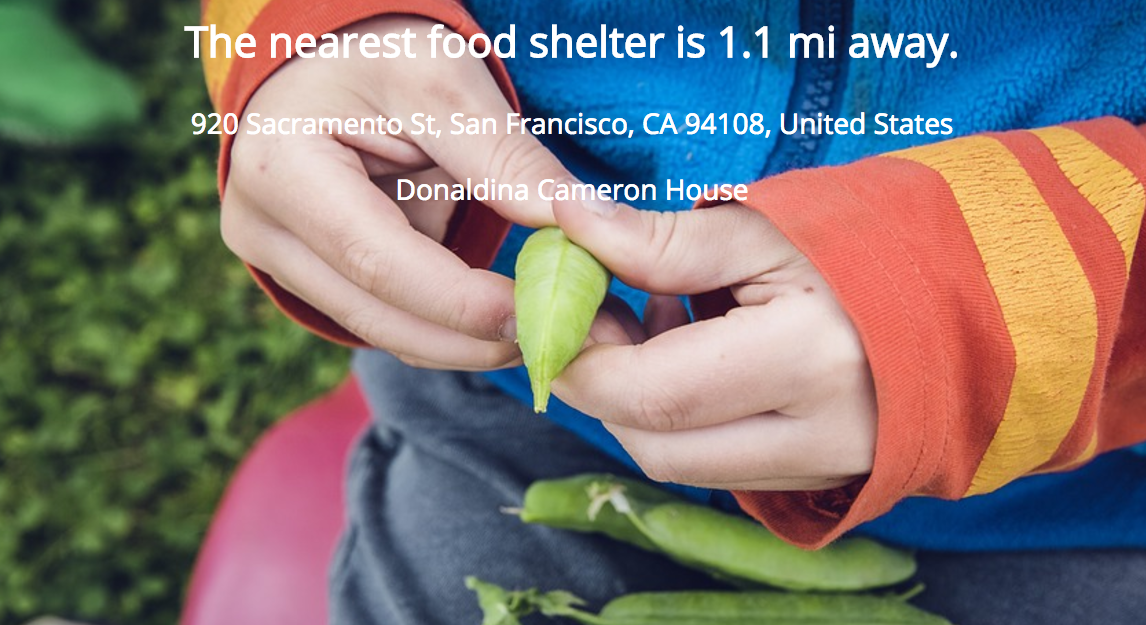 The nearest food shelter is 1.1 mi away.
920 Sacramento St, San Francisco, CA 94108, United States
Donaldina Cameron House